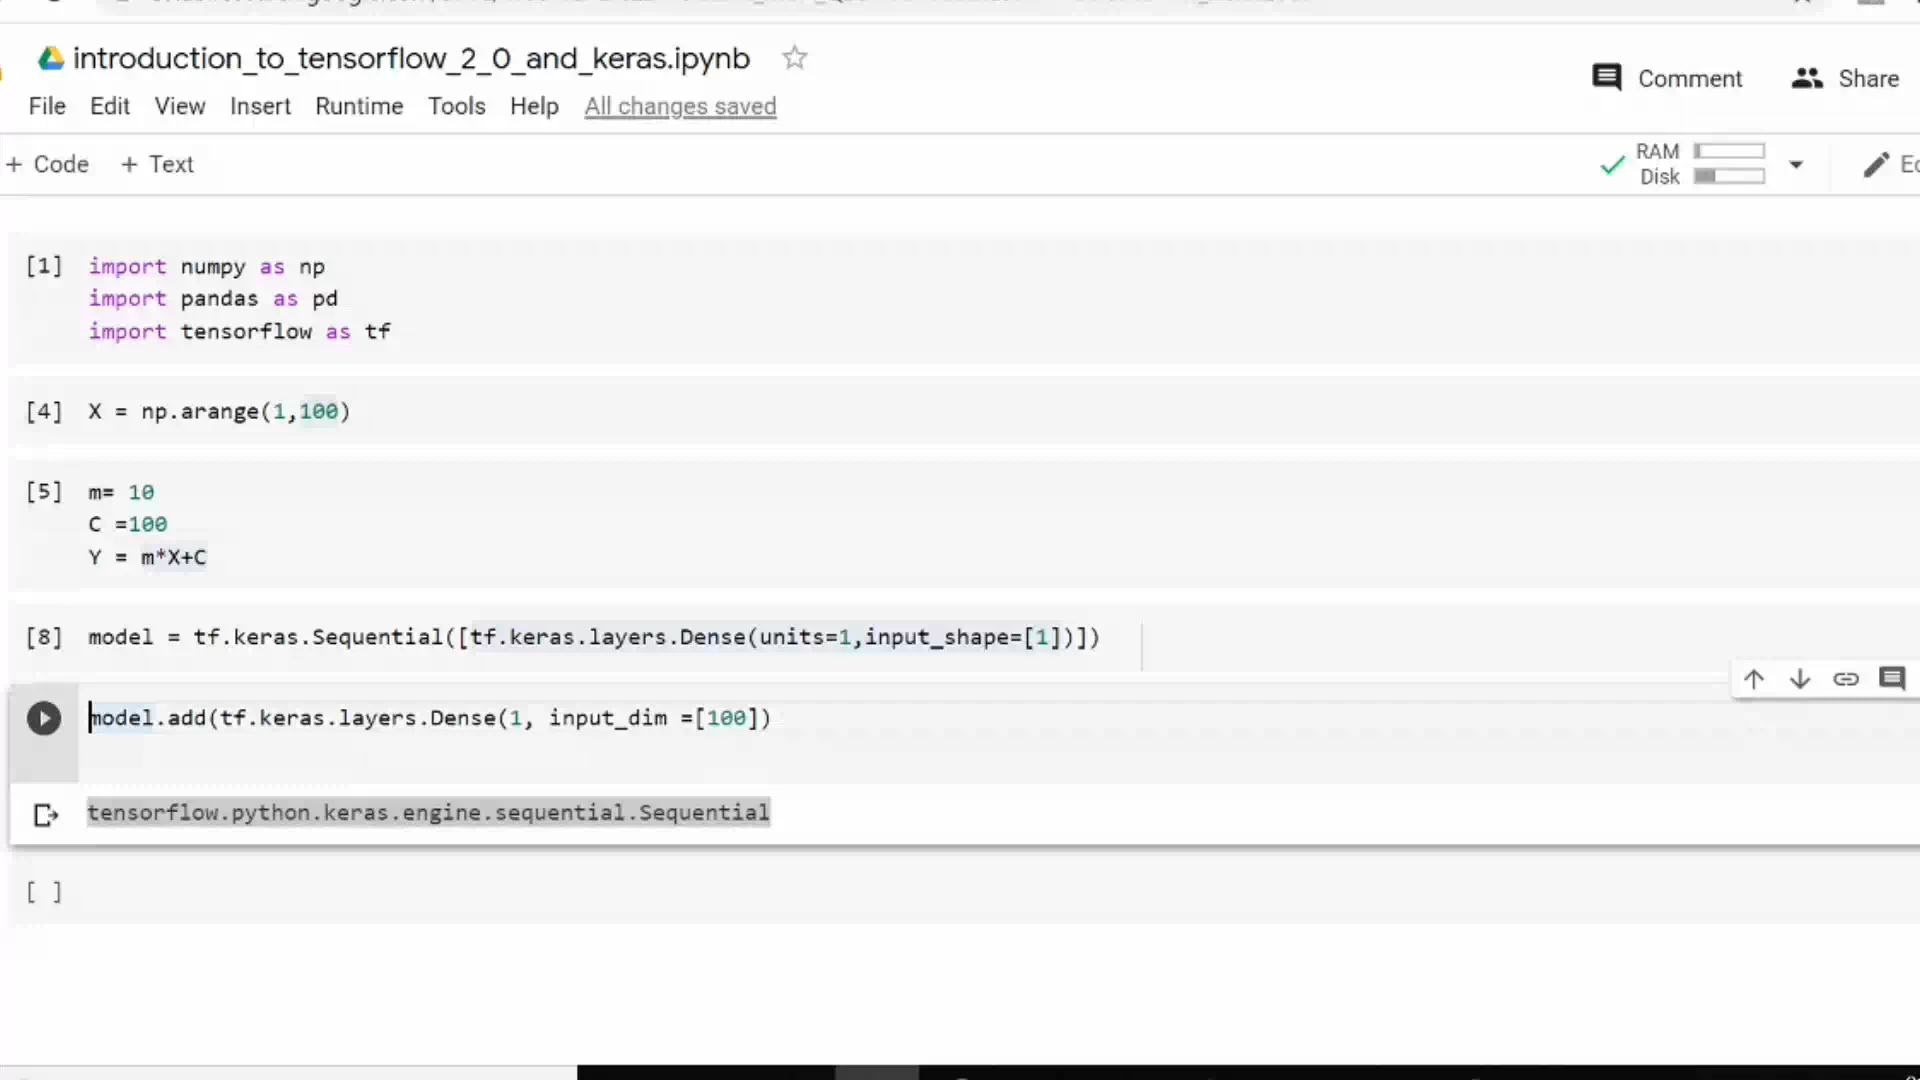 introduction_to_tensorflow_2_0_and_keras.ipynb
Comment
Share
File Edit View Insert Runtime Tools Help All changes saved
+ Code + Text
RAM
Disk
[1] import numpy as np
import pandas as pd
import tensorflow as tf
[4] X = np.arange(1,100)
[5] m= 10
C =100
Y = m*X+C
[8] model = tf.keras.Sequential([tf.keras.layers.Dense(units=1,input_shape=[1])])
model.add(tf.keras.layers.Dense(1, input_dim =[100])
tensorflow.python.keras.engine.sequential.Sequential
[ ]